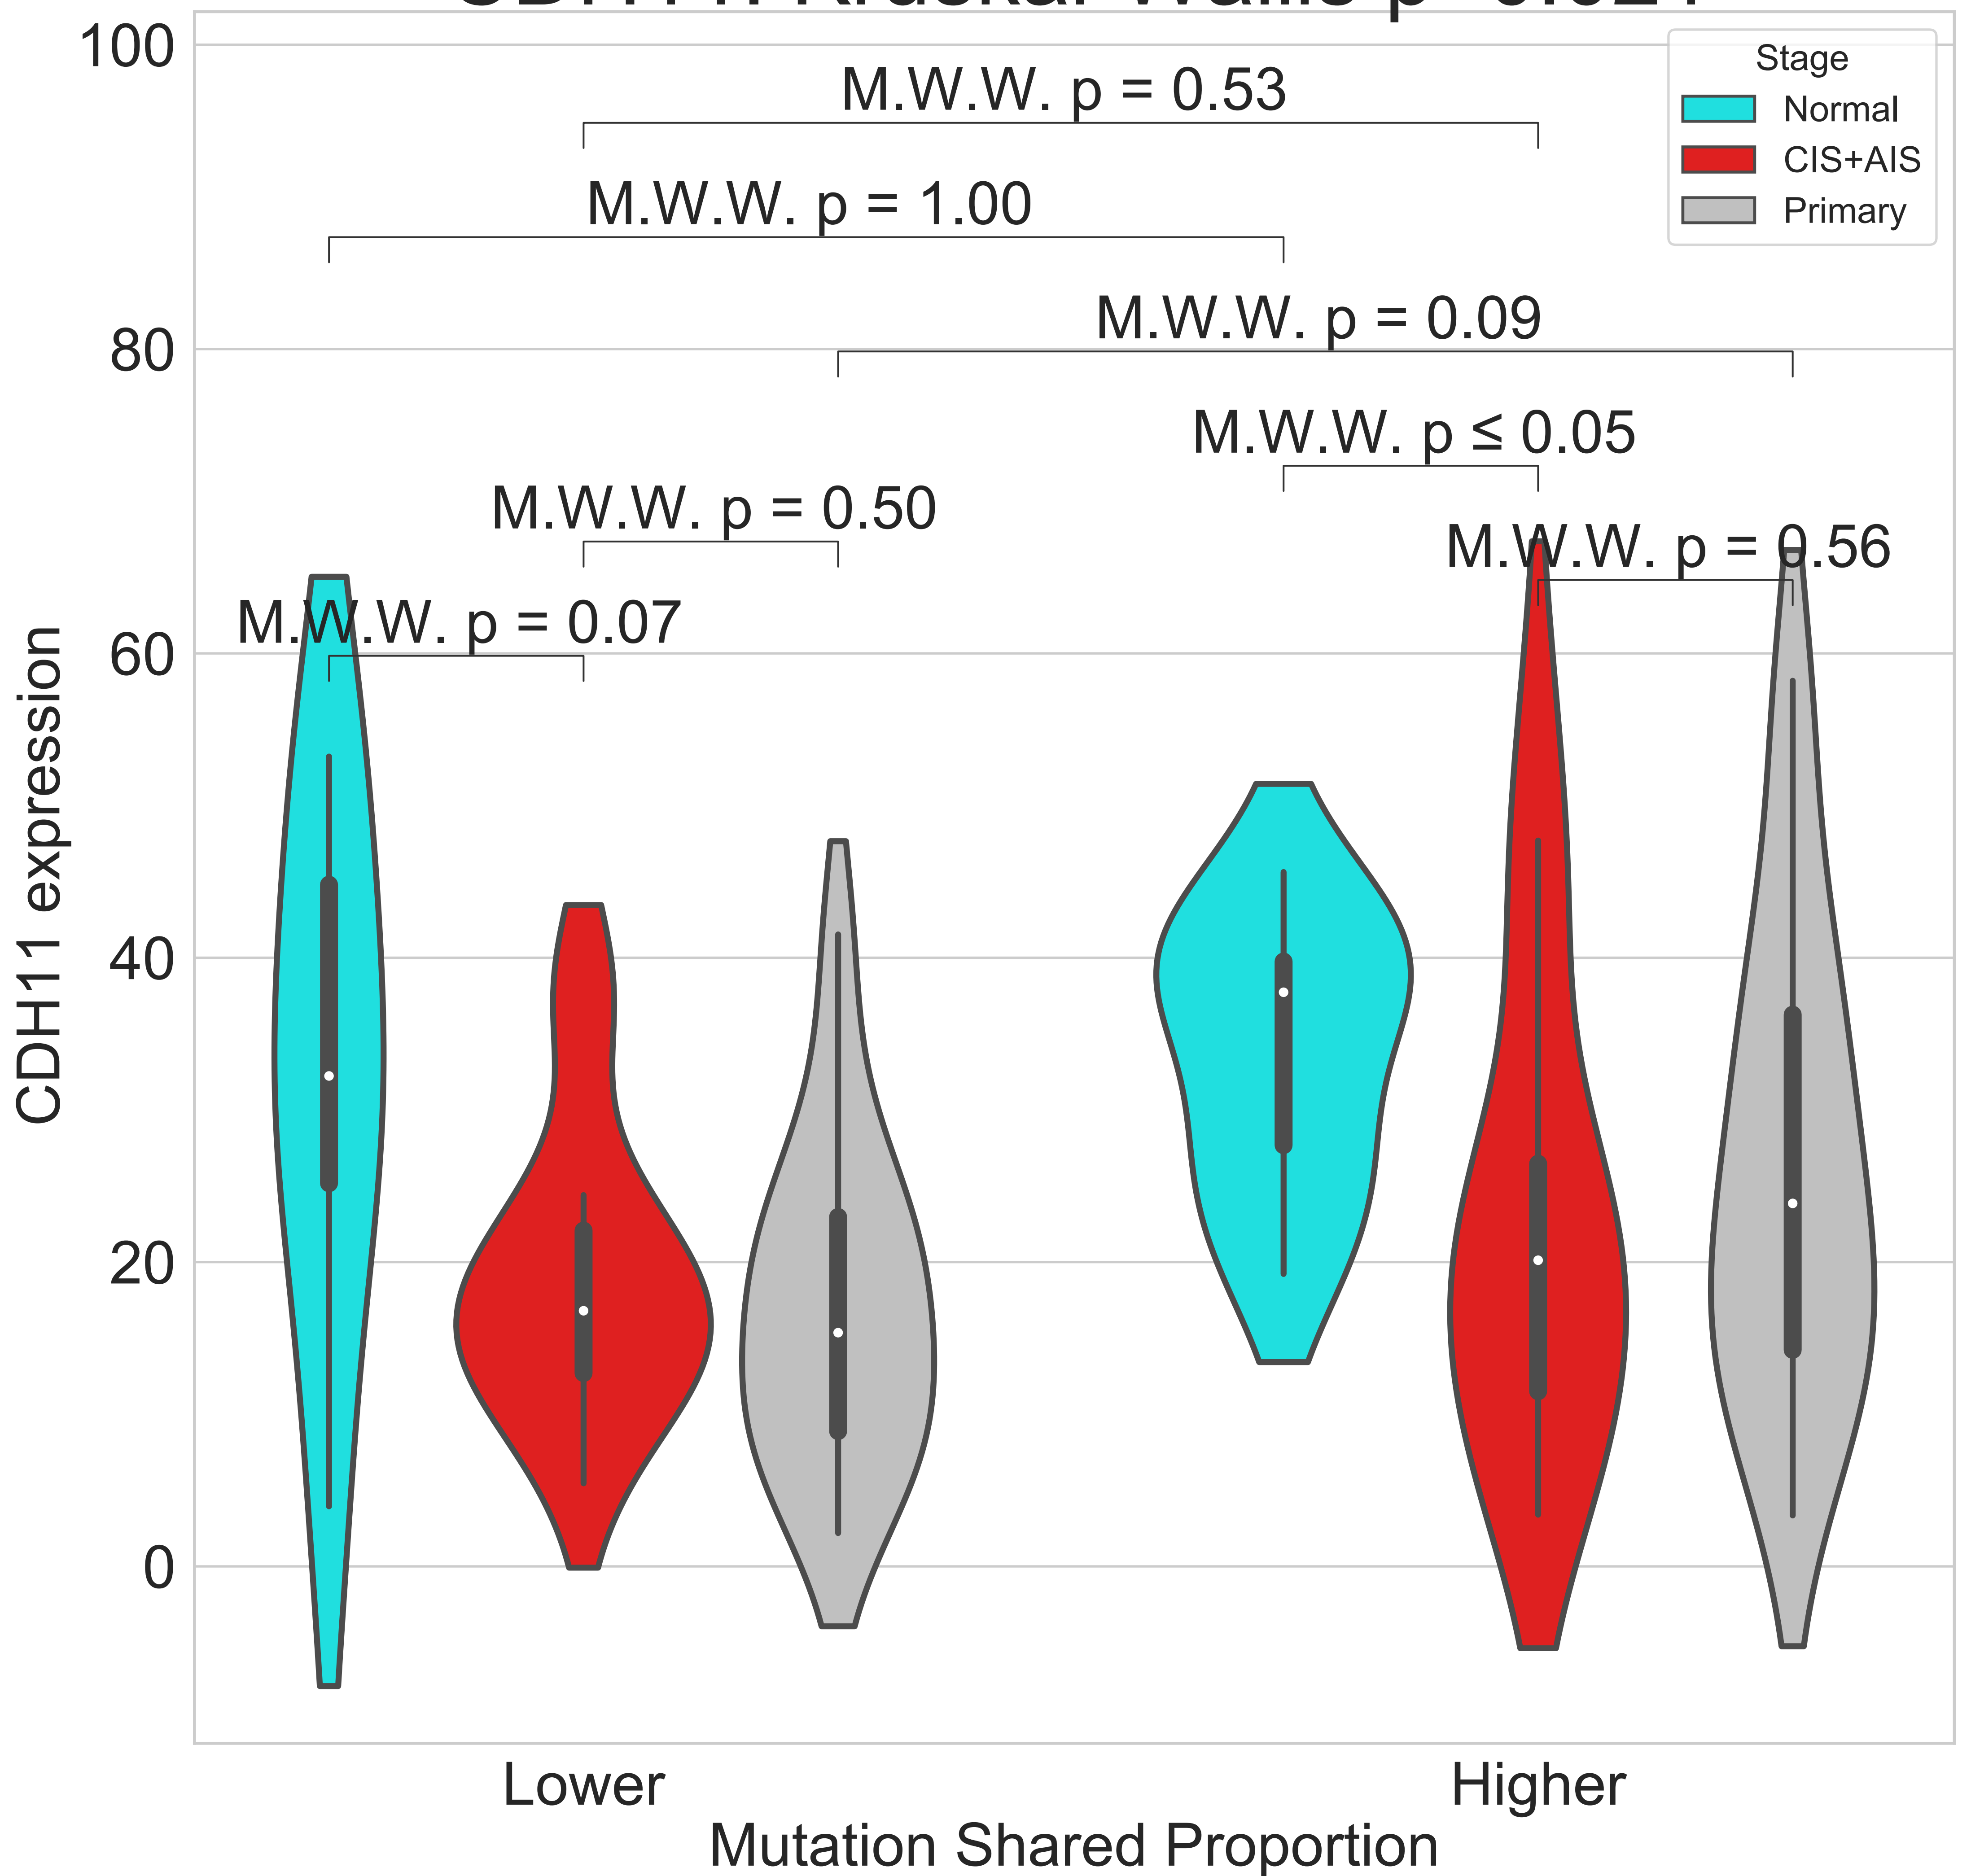 100
M.W.W. p = 0.53
Stage
Normal
CIS+AIS
Primary
M.W.W. p = 1.00
M.W.W. p = 0.09
80
M.W.W. p ≤ 0.05
M.W.W. p = 0.50
M.W.W. p = 0.56
M.W.W. p = 0.07
60
CDH11 expression
40
20
0
Lower
Higher
Mutation Shared Proportion